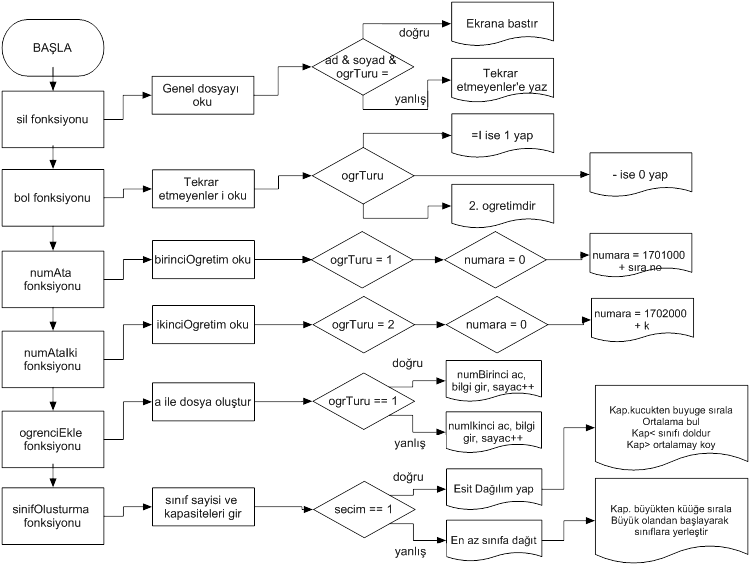 BAŞLA
doğru
Ekrana bastır
ad & soyad &
ogrTuru =
yanlış
Tekrar
etmeyenler'e yaz
sil fonksiyonu
Genel dosyayı
oku
=I ise 1 yap
bol fonksiyonu
Tekrar
etmeyenler i oku
ogrTuru
- ise 0 yap
2. ogretimdir
numAta
fonksiyonu
birinciOgretim oku
ogrTuru = 1
numara = 0
numara = 1701000
+ sıra no
numAtaIki
fonksiyonu
ikinciOgretim oku
ogrTuru = 2
numara = 0
numara = 1702000
+ k
ogrenciEkle
fonksiyonu
a ile dosya oluştur
ogrTuru == 1
doğru
numBirinci ac,
bilgi gir, sayac++
yanlış
numIkinci ac, bilgi
gir, sayac++
Kap.kucukten buyuge sırala
Ortalama bul
Kap< sınıfı doldur
Kap> ortalamay koy
sinifOlusturma
fonksiyonu
sınıf sayisi ve
kapasiteleri gir
secim == 1
doğru
Esit Dağılım yap
yanlış
En az sınıfa dağıt
Kap. büyükten küüğe sırala
Büyük olandan başlayarak
sınıflara yerleştir